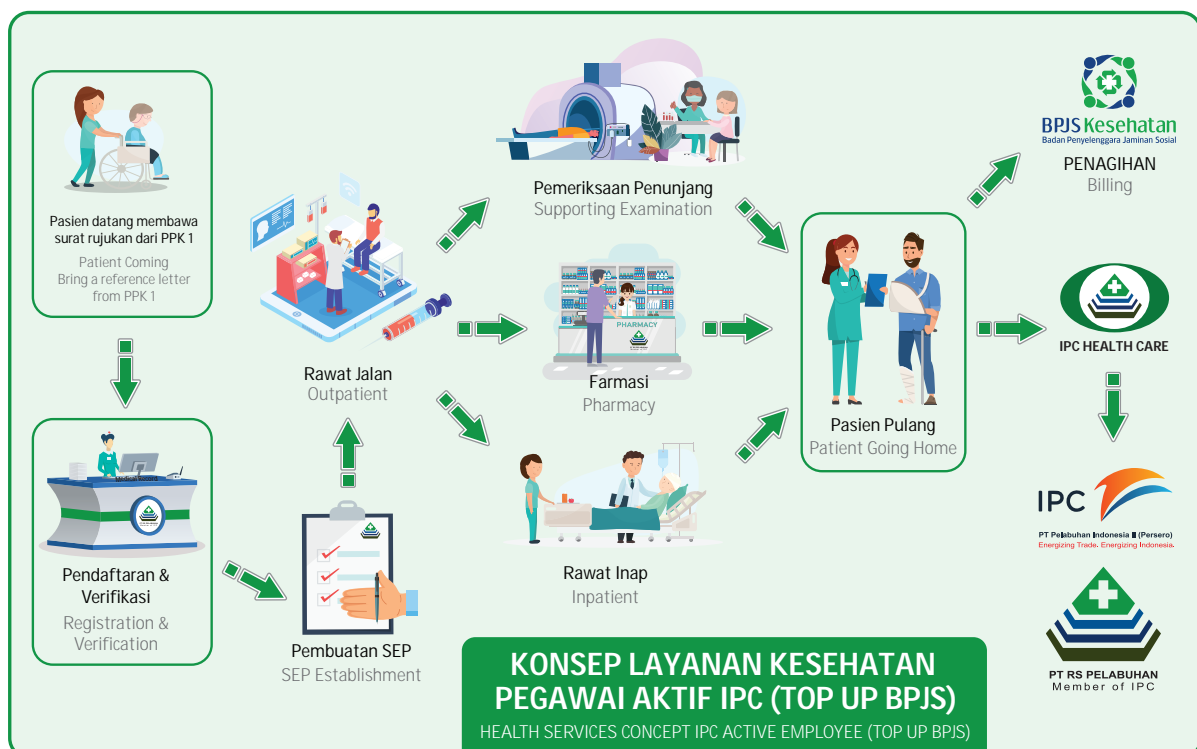 Pasien datang membawa
surat rujukan dari PPK 1
Patient Coming
Bring a reference letter
from PPK 1
Pendaftaran &
Verifikasi
Registration &
Verification
Pembuatan SEP
SEP Establishment
Rawat Jalan
Outpatient
Pemeriksaan Penunjang
Supporting Examination
PHARMACY
Farmasi
Pharmacy
Rawat Inap
Inpatient
Pasien Pulang
Patient Going Home
BPJS Kesehatan
Badan Penyelenggara Jaminan Sosial
PENAGIHAN
Billing
IPC HEALTH CARE
IPC
PT Pelabuhan Indonesia II (Persero)
Energizing Trade. Energizing Indonesia.
PT RS PELABUHAN
Member of IPC
KONSEP LAYANAN KESEHATAN
PEGAWAI AKTIF IPC (TOP UP BPJS)
HEALTH SERVICES CONCEPT IPC ACTIVE EMPLOYEE (TOP UP BPJS)